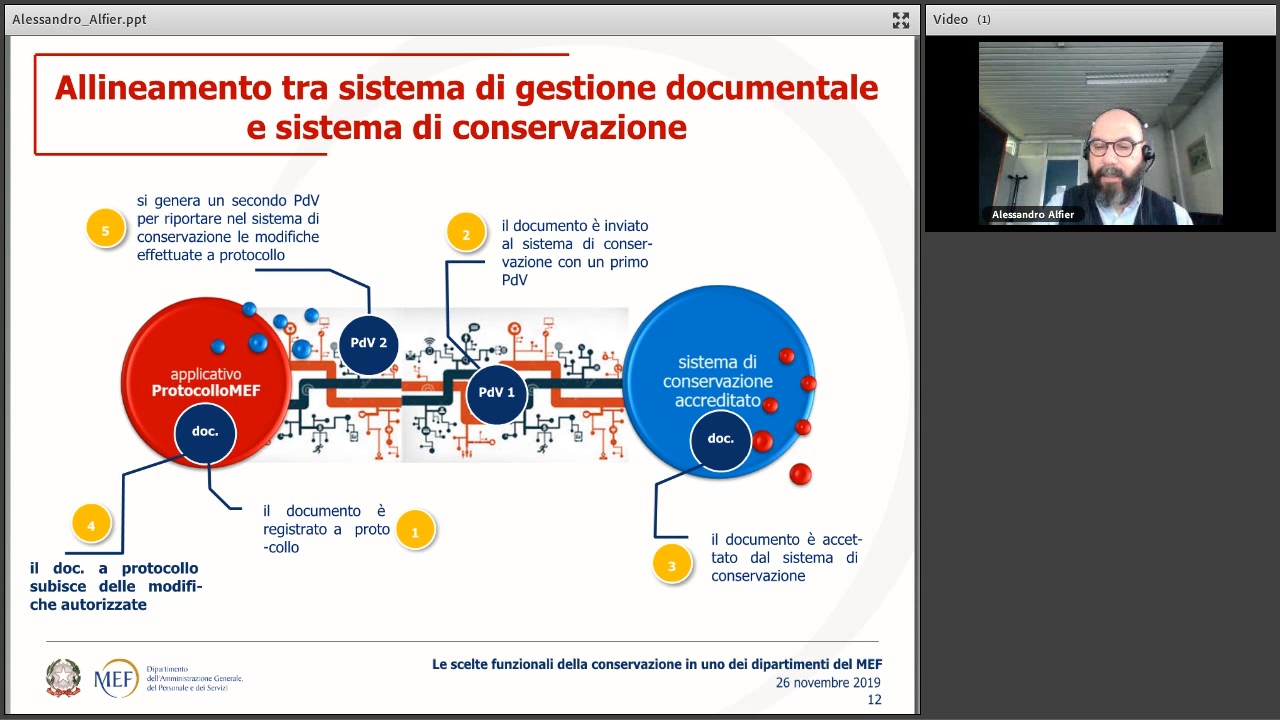 Alessandro_Alfier.ppt
Video (1)
Alessandro Alfier
Allineamento tra sistema di gestione documentale
e sistema di conservazione
5
si genera un secondo PdV
per riportare nel sistema di
conservazione le modifiche
effettuate a protocollo
2
il documento è inviato
al sistema di conser-
vazione con un primo
PdV
applicativo
ProtocolloMEF
doc.
PdV 2
PdV 1
sistema di
conservazione
accreditato
doc.
4
il doc. a protocollo
subisce delle modifi-
che autorizzate
il documento è
registrato a proto
-collo
1
3
il documento è accet-
tato dal sistema di
conservazione
MEF
Dipartimento
dell'Amministrazione Generale,
del Personale e dei Servizi
Le scelte funzionali della conservazione in uno dei dipartimenti del MEF
26 novembre 2019
12